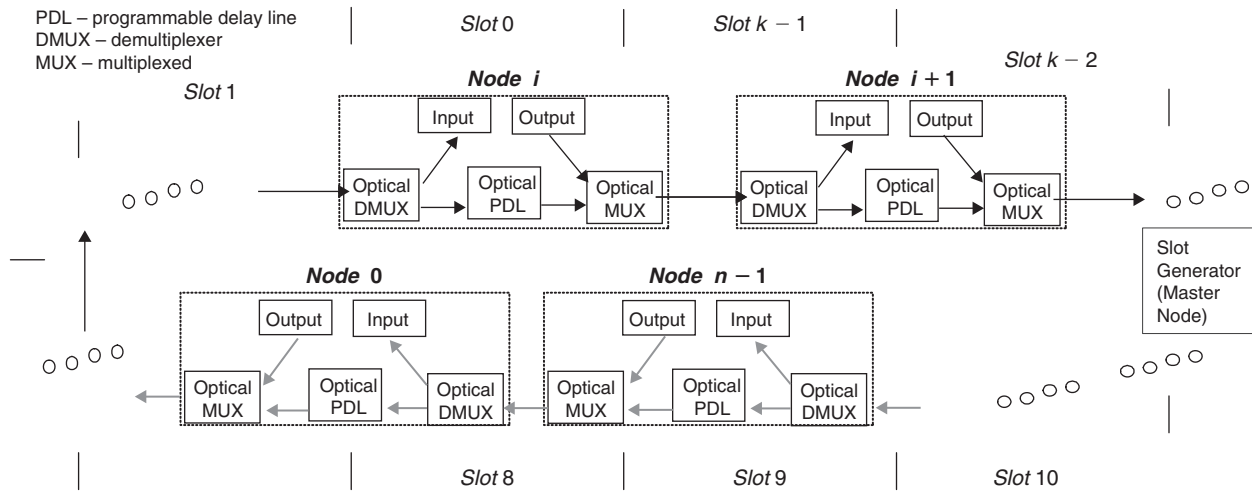 PDL – programmable delay line
DMUX – demultiplexer
MUX – multiplexed
Slot 0
Slot k − 1
Slot k − 2
Slot 1
Node i
Node i + 1
Input
Output
Input
Output
Optical
DMUX
Optical
PDL
Optical
MUX
Optical
DMUX
Optical
PDL
Optical
MUX
Slot
Generator
(Master
Node)
Node 0
Node n − 1
Output
Input
Output
Input
Optical
MUX
Optical
PDL
Optical
DMUX
Optical
MUX
Optical
PDL
Optical
DMUX
Slot 8
Slot 9
Slot 10